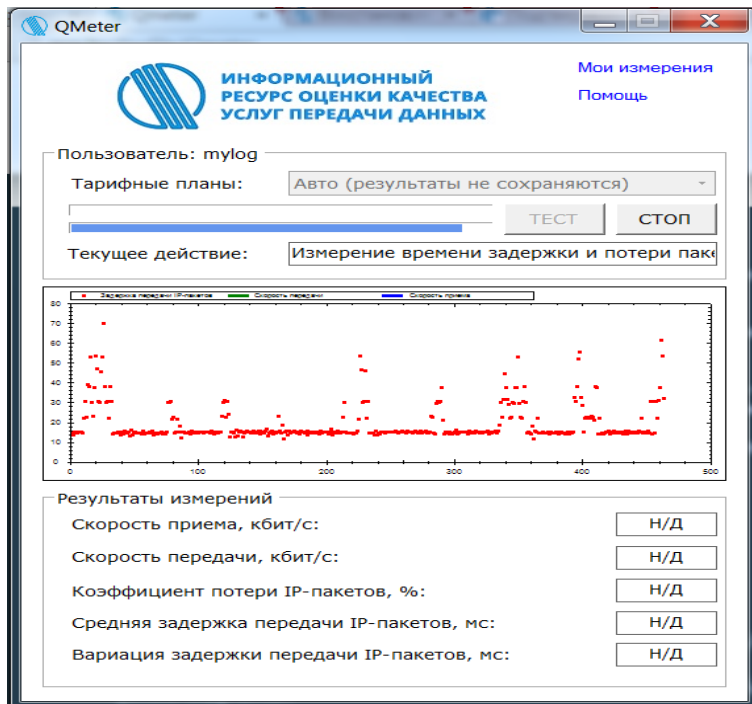 QMeter
ИНФОРМАЦИОННЫЙ
РЕСУРС ОЦЕНКИ КАЧЕСТВА
УСЛУГ ПЕРЕДАЧИ ДАННЫХ
Мои измерения
Помощь
Пользователь: mylog
Тарифные планы:
Авто (результаты не сохраняются)
ТЕСТ
СТОП
Текущее действие:
Измерение времени задержки и потери паке
Задержка передачи IP-пакетов
Скорость передачи
Скорость приема
80
70
60
50
40
30
20
10
0
0 100 200 300 400 500
Результаты измерений
Скорость приема, кбит/с:
Н/Д
Скорость передачи, кбит/с:
Н/Д
Коэффициент потери IP-пакетов, %:
Н/Д
Средняя задержка передачи IP-пакетов, мс:
Н/Д
Вариация задержки передачи IP-пакетов, мс:
Н/Д